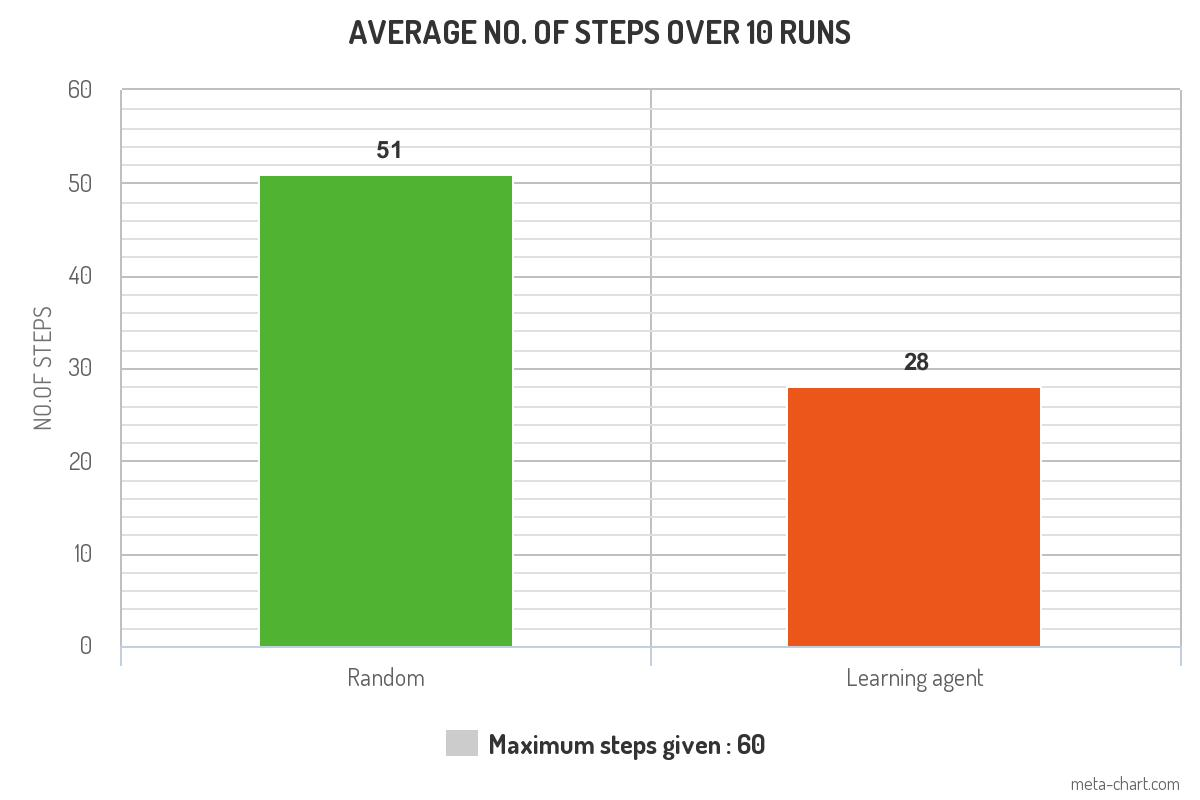 AVERAGE NO. OF STEPS OVER 10 RUNS
60
50
40
30
20
10
0
NO.OF STEPS
51
28
Random
Learning agent
Maximum steps given : 60
meta-chart.com